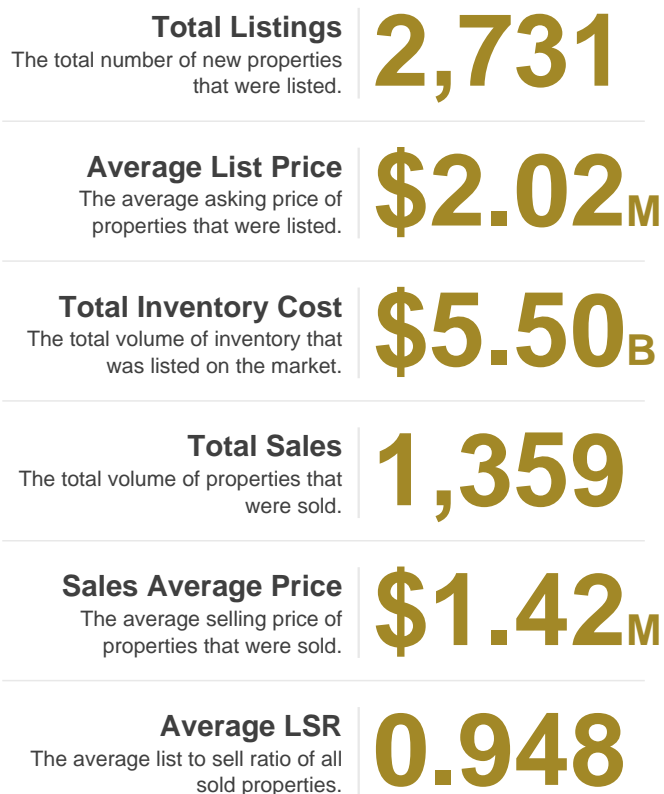 Total Listings
The total number of new properties
that were listed.
2,731
Average List Price
The average asking price of
properties that were listed.
$2.02M
Total Inventory Cost
The total volume of inventory that
was listed on the market.
$5.50B
Total Sales
The total volume of properties that
were sold.
1,359
Sales Average Price
The average selling price of
properties that were sold.
$1.42M
Average LSR
The average list to sell ratio of all
sold properties.
0.948